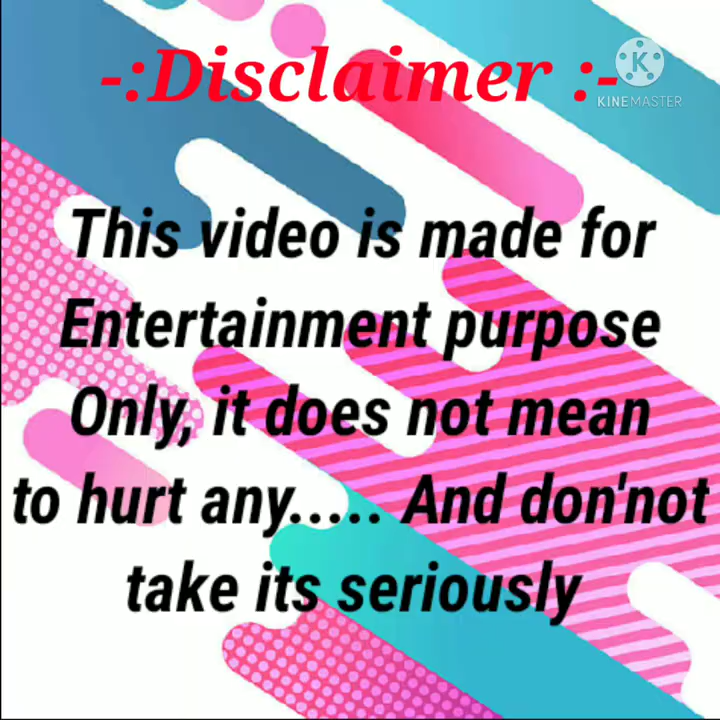 -:Disclaimer :-
KINEMASTER
This video is made for
Entertainment purpose
Only, it does not mean
to hurt any..... And don'not
take its seriously